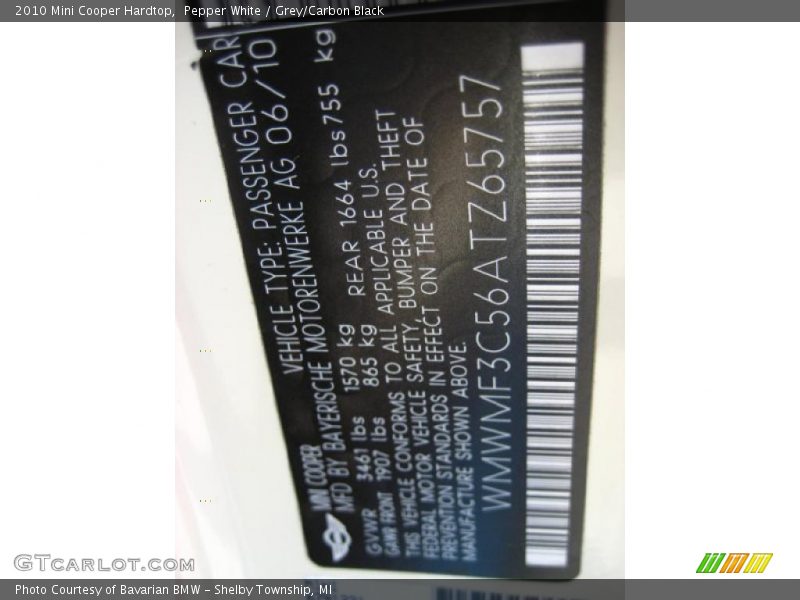 2010 Mini Cooper Hardtop, Pepper White / Grey/Carbon Black
VEHICLE TYPE: PASSENGER CAR
MINI COOPER
MFD BY BAYERISCHE MOTORENWERKE AG 06/10
GVWR 3461 lbs 1570 kg
GAWR FRONT 1907 lbs 865 kg REAR 1664 lbs 755 kg
THIS VEHICLE CONFORMS TO ALL APPLICABLE U.S.
FEDERAL MOTOR VEHICLE SAFETY, BUMPER AND THEFT
PREVENTION STANDARDS IN EFFECT ON THE DATE OF
MANUFACTURE SHOWN ABOVE.
WMWMF3C56ATZ65757
GTCarLot.com
Photo Courtesy of Bavarian BMW – Shelby Township, MI